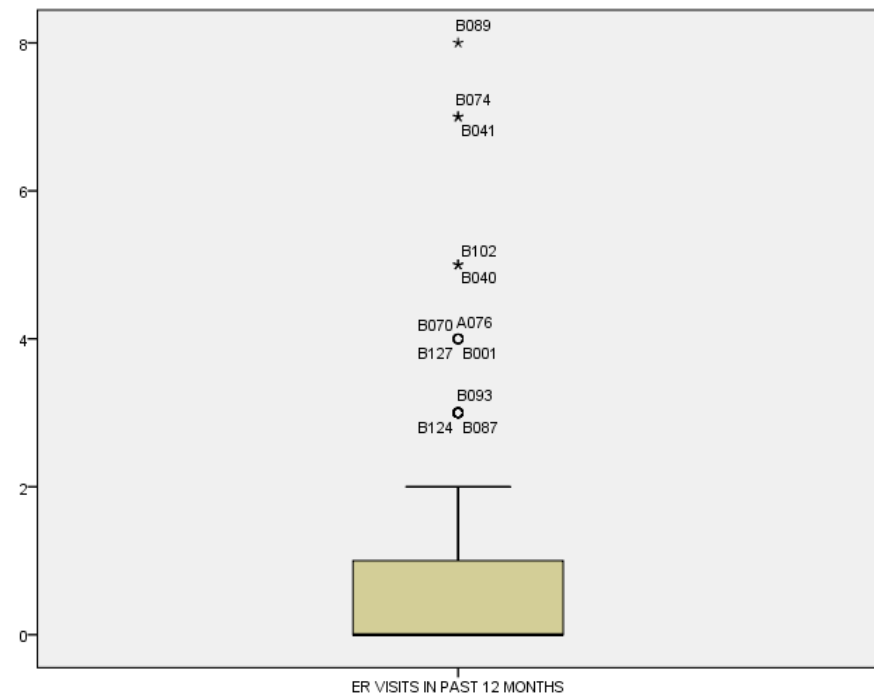 B089
8
B074
B041
6
B102
B040
B070 A076
4
B127 B001
B093
B124 B087
2
0
ER VISITS IN PAST 12 MONTHS